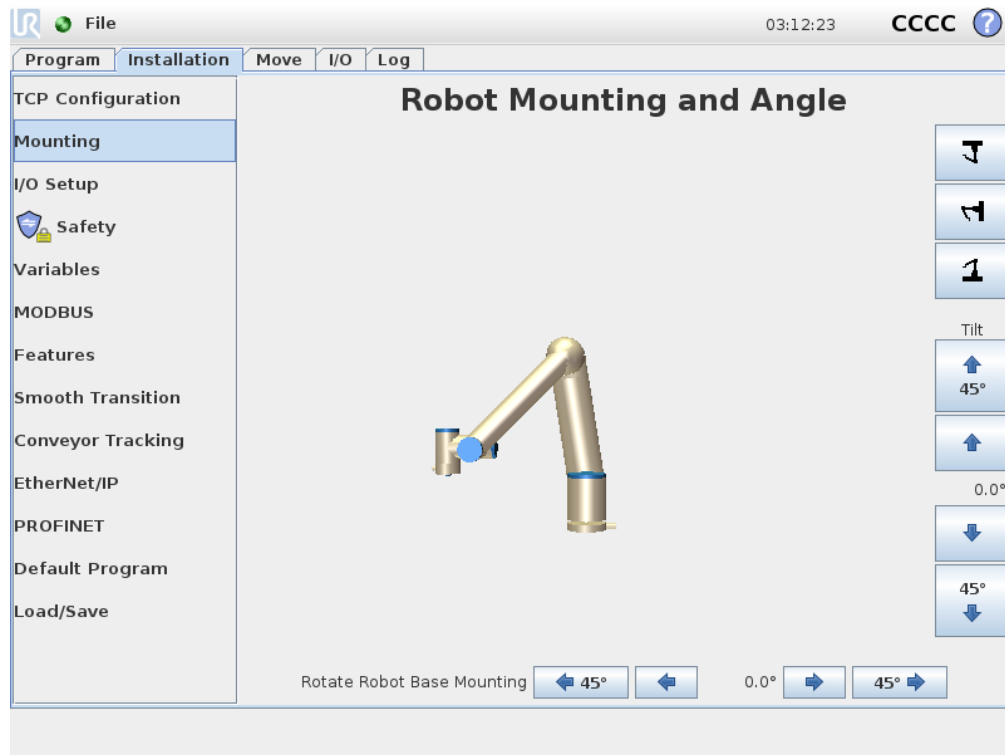 UR File 03:12:23 CCCC ?
Program Installation Move I/O Log
TCP Configuration
Mounting
I/O Setup
Safety
Variables
MODBUS
Features
Smooth Transition
Conveyor Tracking
EtherNet/IP
PROFINET
Default Program
Load/Save
Robot Mounting and Angle
Tilt
45°
0.0°
45°
Rotate Robot Base Mounting 45° 0.0° 45°